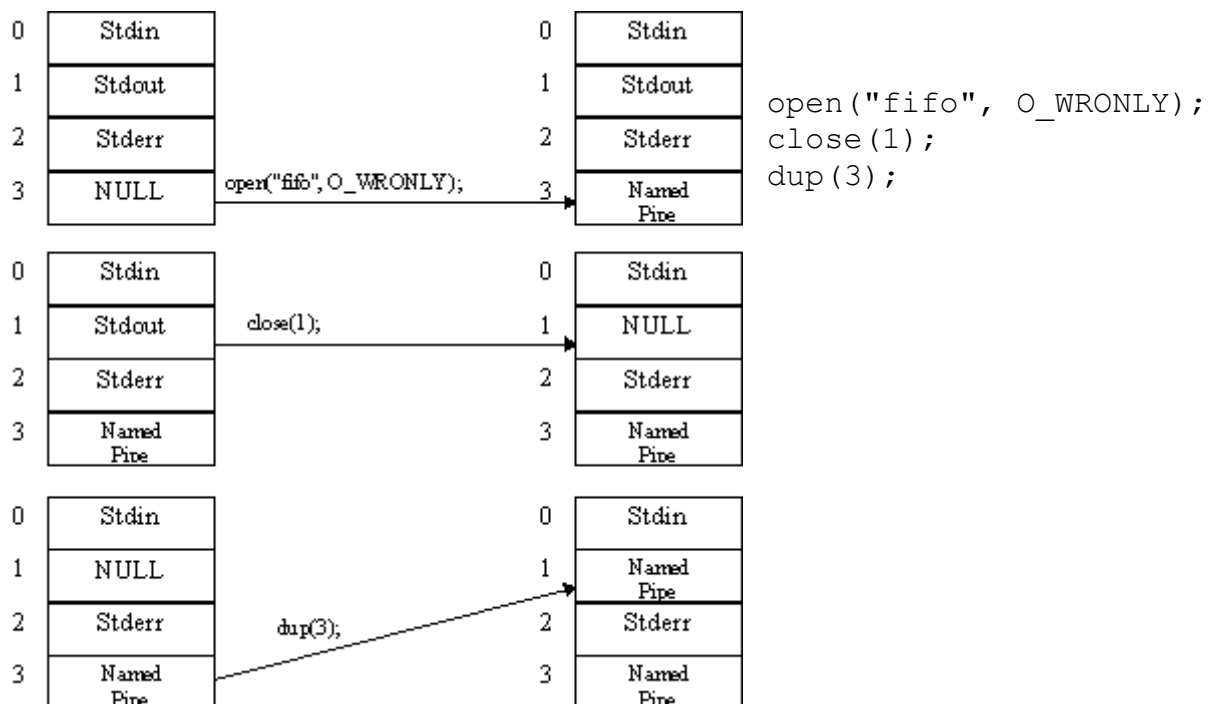 0 Stdin 0 Stdin
1 Stdout 1 Stdout
2 Stderr 2 Stderr
3 NULL open("fifo", O_WRONLY); 3 Named
Pipe
open("fifo", O_WRONLY);
close(1);
dup(3);
0 Stdin 0 Stdin
1 Stdout close(1); 1 NULL
2 Stderr 2 Stderr
3 Named 3 Named
Pipe Pipe
0 Stdin 0 Stdin
1 NULL 1 Named
Pipe
2 Stderr dup(3); 2 Stderr
3 Named 3 Named
Pipe Pipe